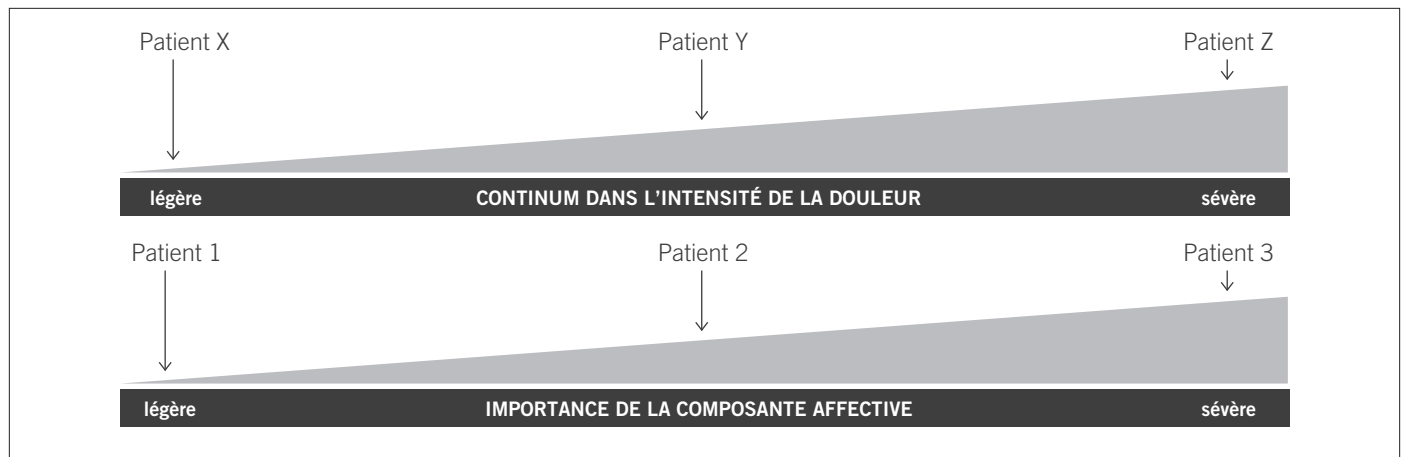 Patient X Patient Y Patient Z
légère CONTINUM DANS L'INTENSITÉ DE LA DOULEUR sévère
Patient 1 Patient 2 Patient 3
légère IMPORTANCE DE LA COMPOSANTE AFFECTIVE sévère